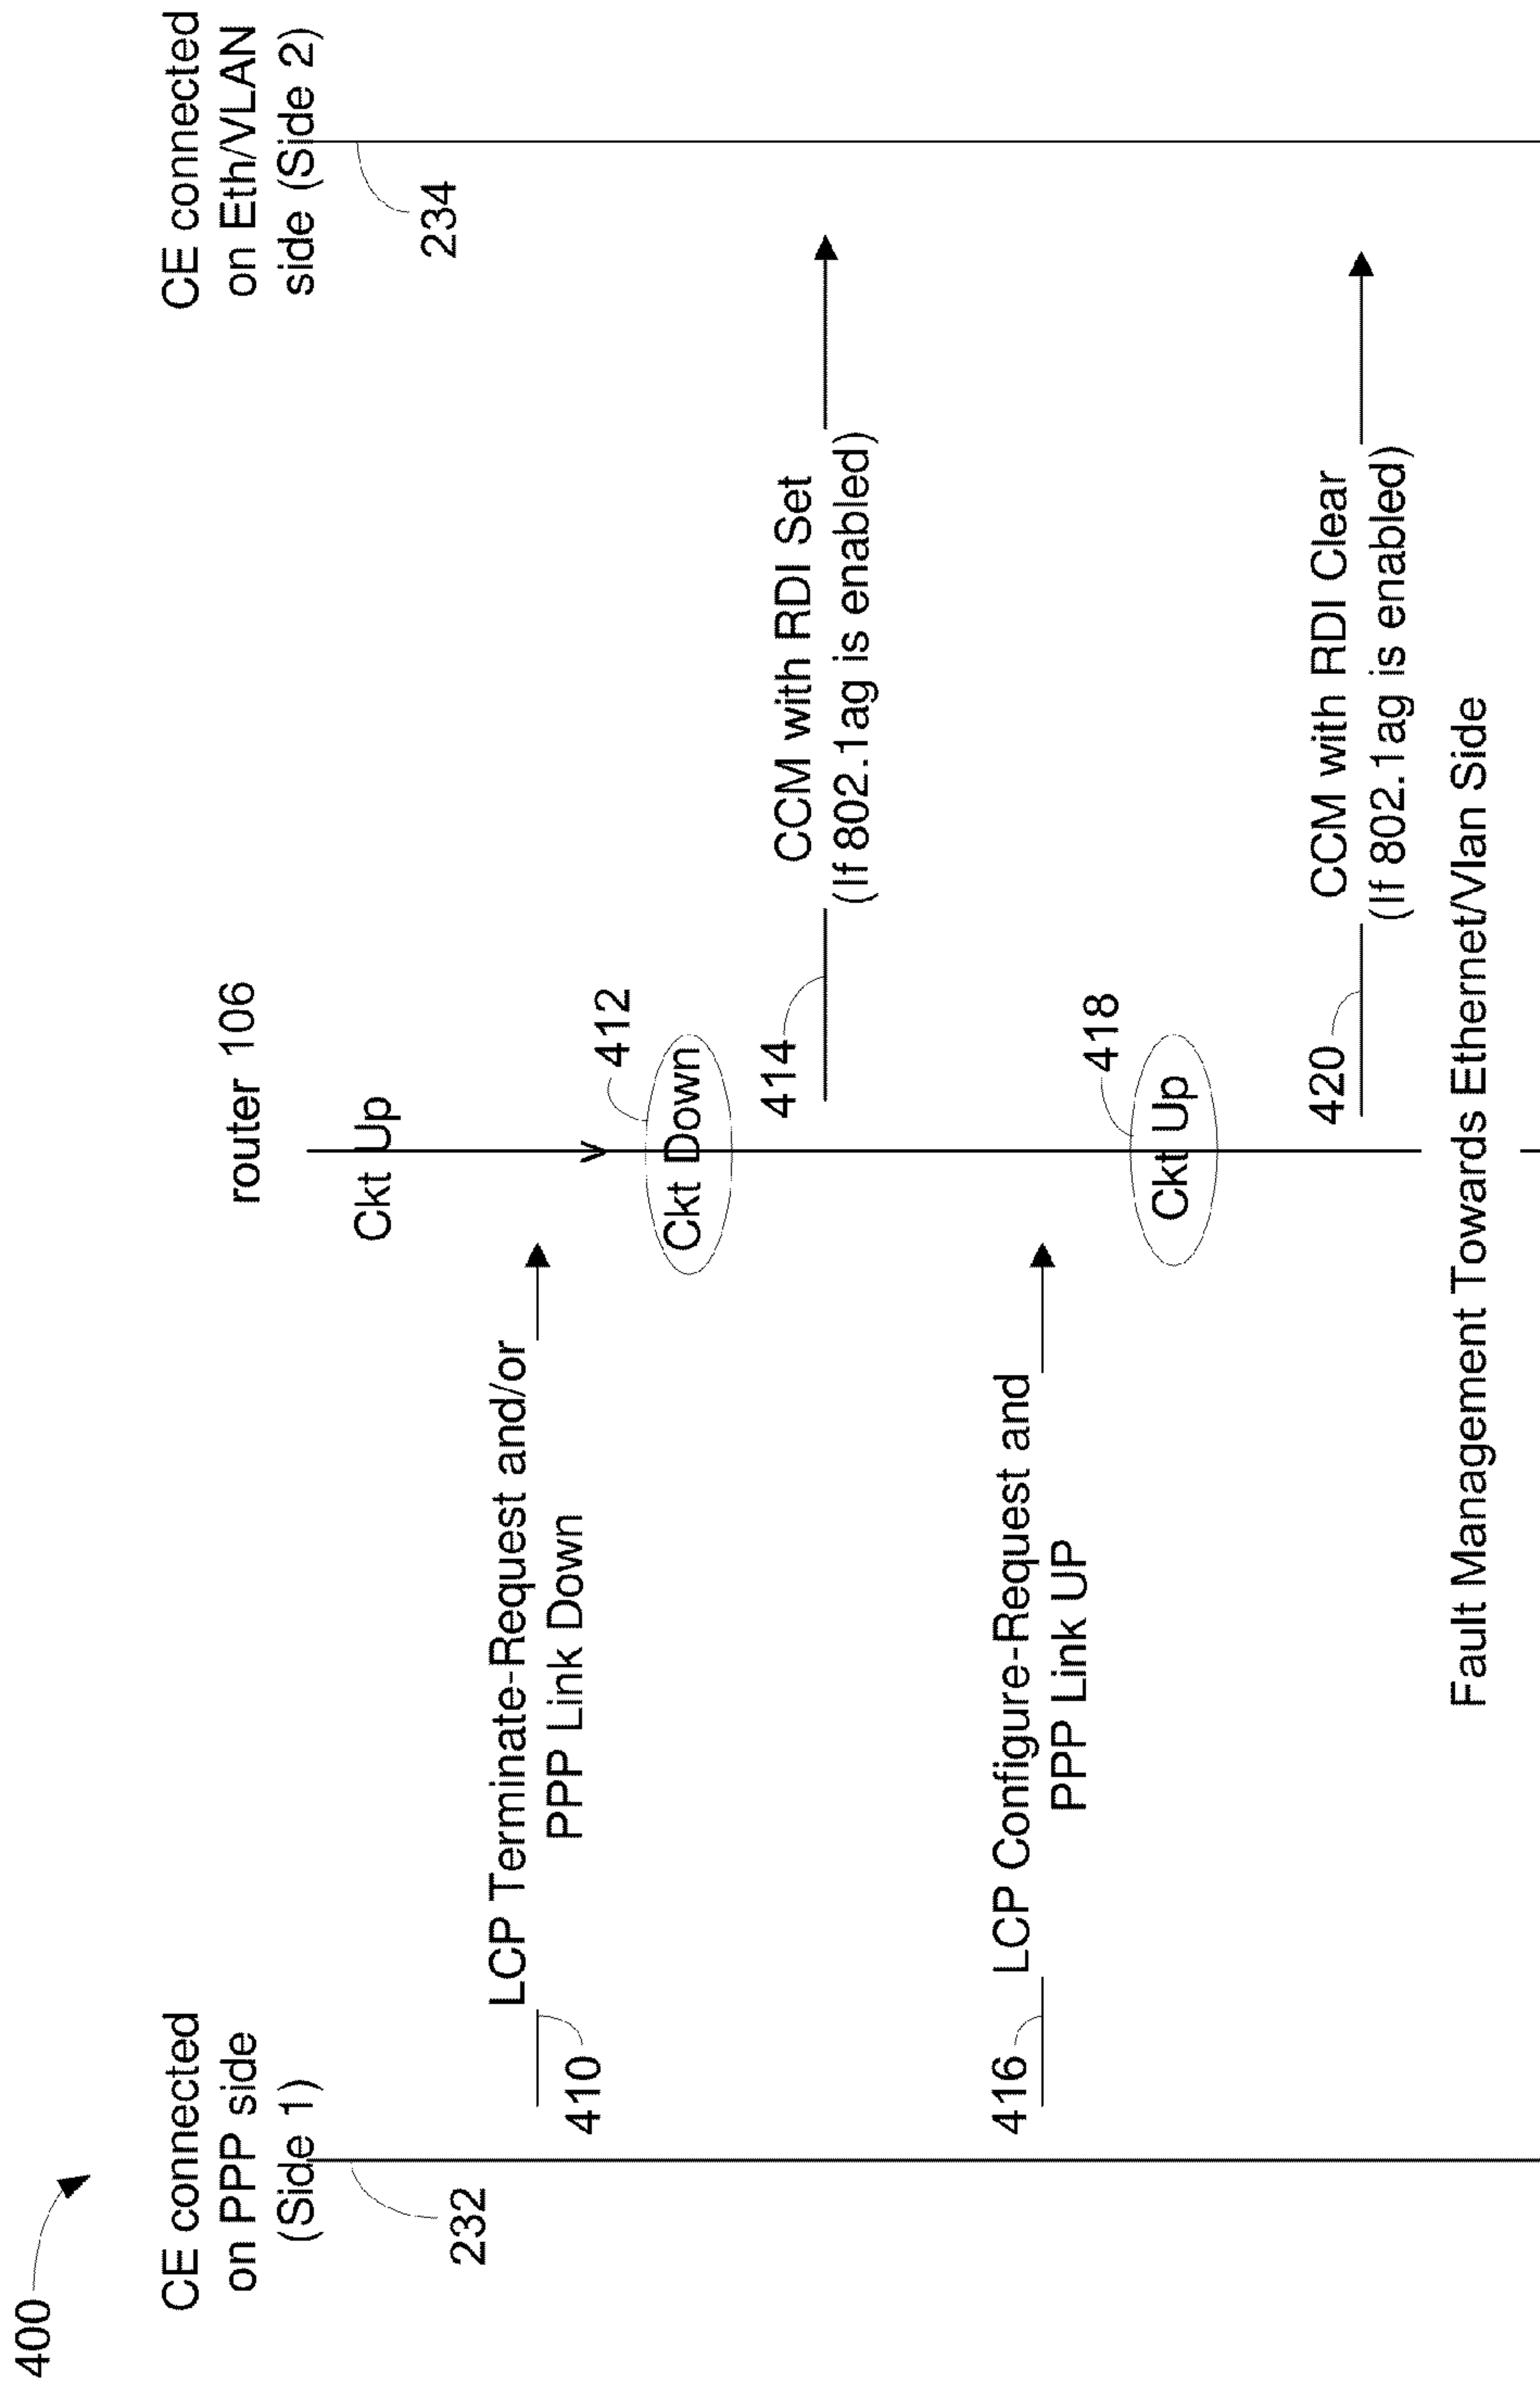 400
CE connected
on PPP side
(Side 1)
router 106
CE connected
on Eth/VLAN
side (Side 2)
232
234
Ckt Up
LCP Terminate-Request and/or
PPP Link Down
410
412
Ckt Down
414
CCM with RDI Set
(If 802.1ag is enabled)
416
LCP Configure-Request and
PPP Link UP
418
Ckt Up
420
CCM with RDI Clear
(If 802.1ag is enabled)
Fault Management Towards Ethernet/Vlan Side